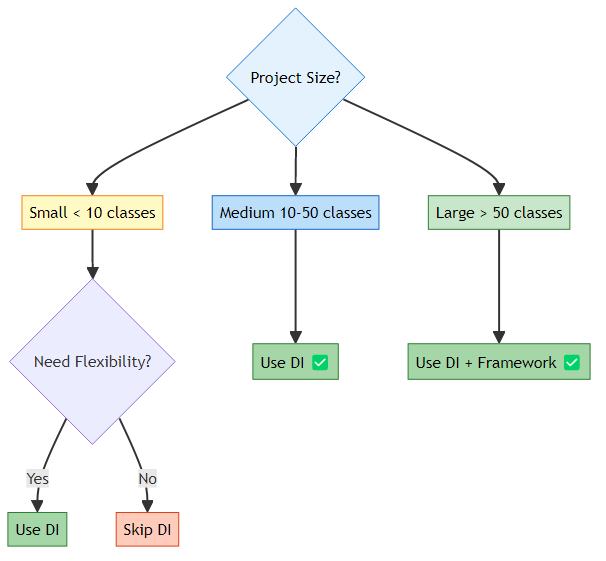 Project Size?
Small < 10 classes
Medium 10-50 classes
Large > 50 classes
Need Flexibility?
Use DI ✅
Use DI + Framework ✅
Yes
No
Use DI
Skip DI